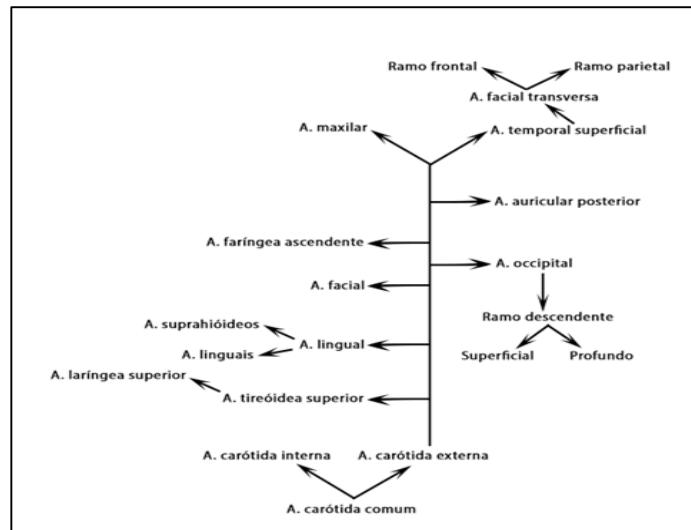 Ramo frontal
Ramo parietal
A. facial transversa
A. maxilar
A. temporal superficial
A. auricular posterior
A. faríngea ascendente
A. occipital
A. facial
Ramo descendente
A. suprahióideos
A. lingual
A. linguais
Superficial
Profundo
A. laríngea superior
A. tireóidea superior
A. carótida interna
A. carótida externa
A. carótida comum